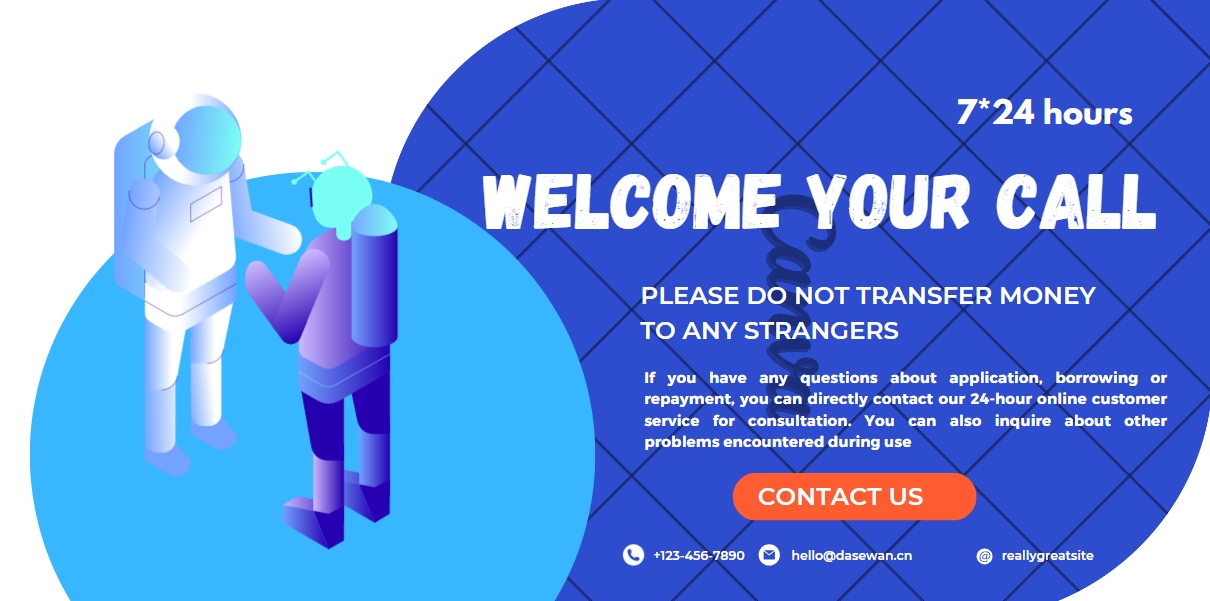 7*24 hours
WELCOME YOUR CALL
Canva
PLEASE DO NOT TRANSFER MONEY
TO ANY STRANGERS
If you have any questions about application, borrowing or
repayment, you can directly contact our 24-hour online customer
service for consultation. You can also inquire about other
problems encountered during use
CONTACT US
+123-456-7890 hello@dasewan.cn @ reallygreatsite